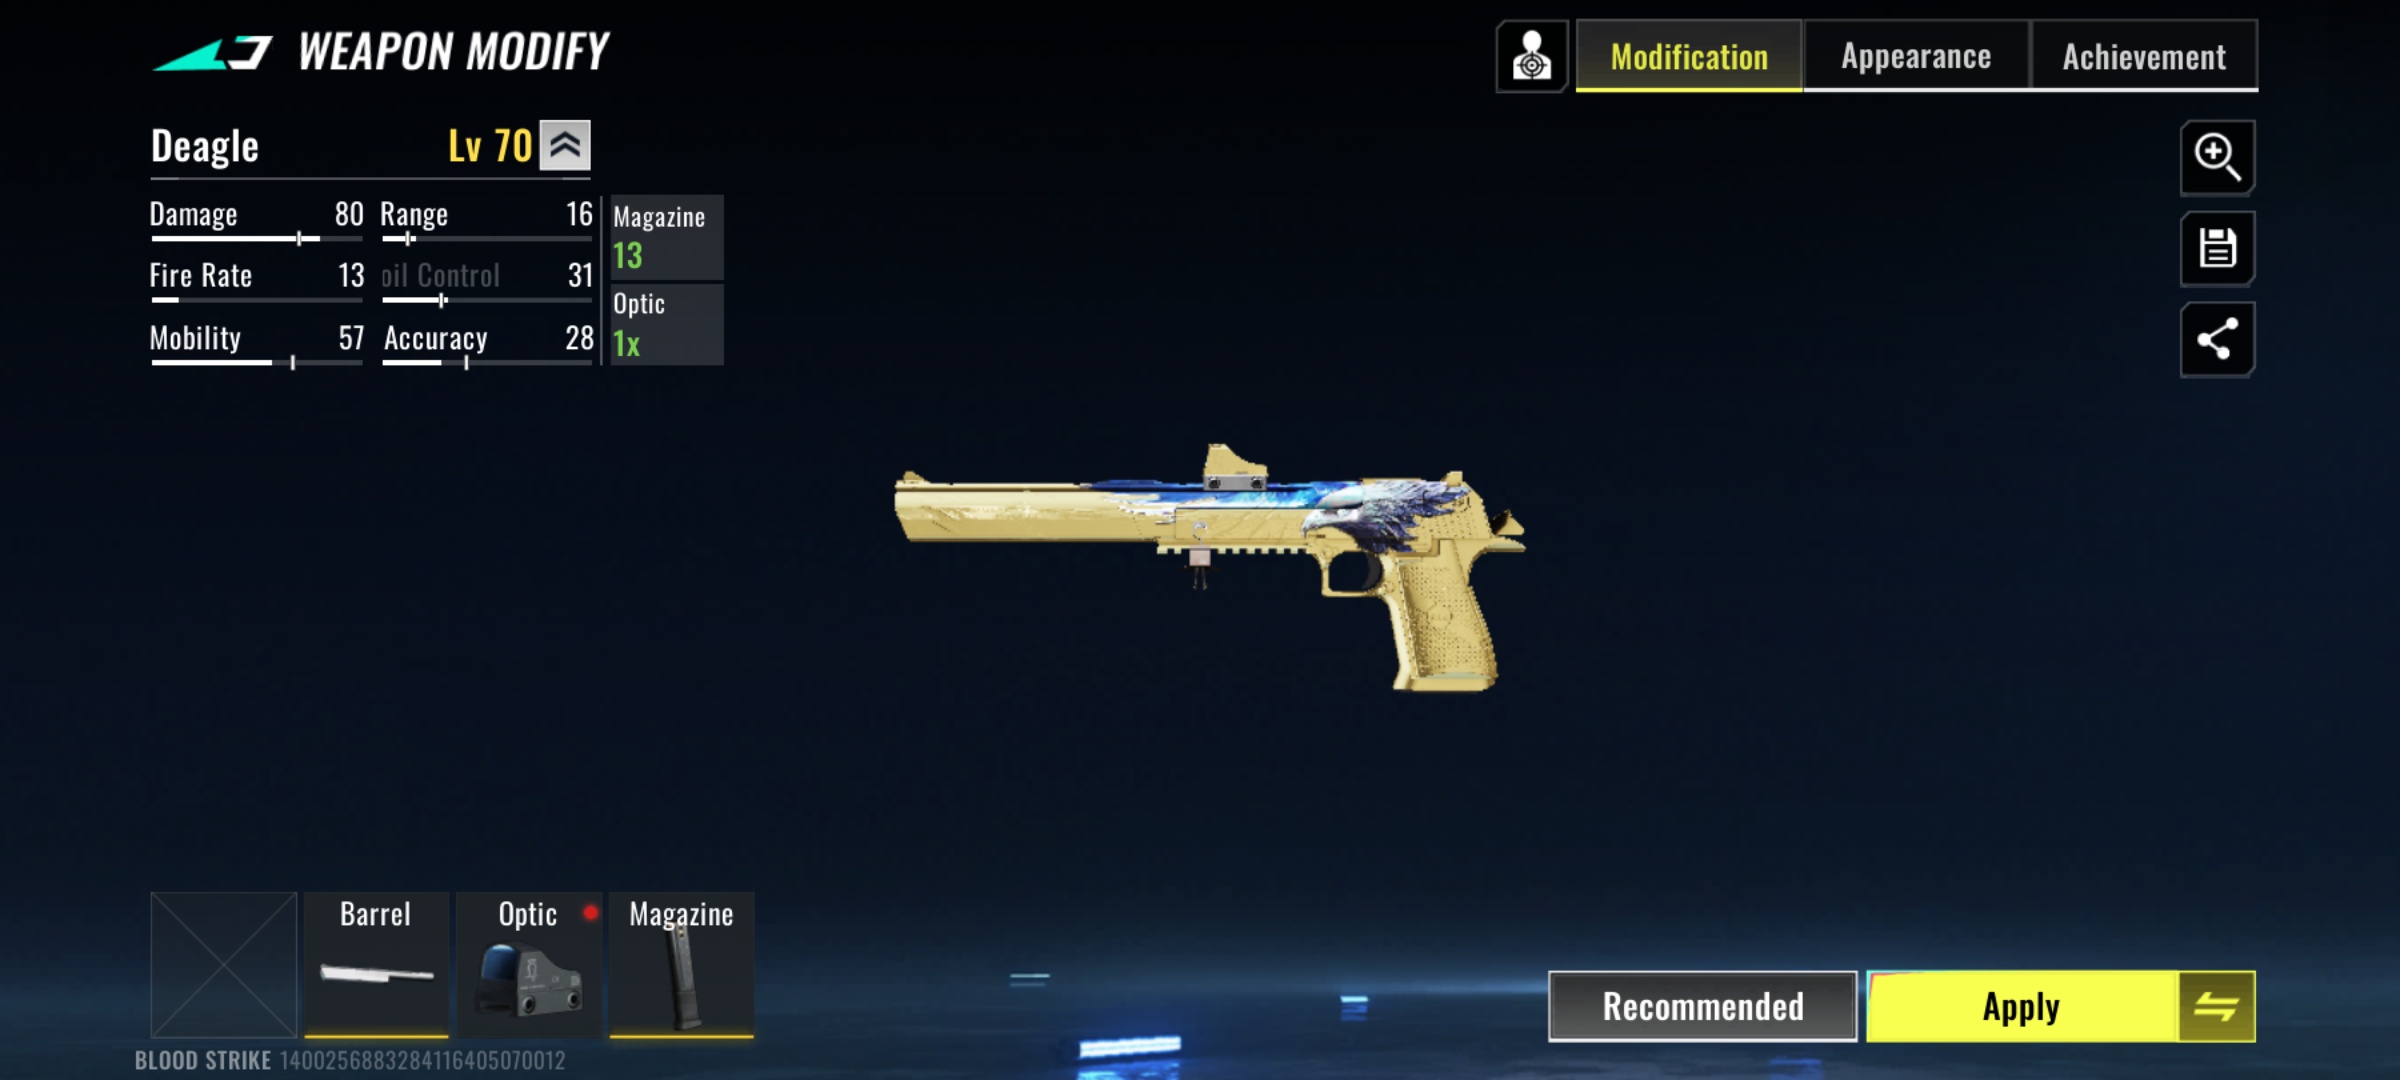 WEAPON MODIFY
Modification
Appearance
Achievement
Deagle
Lv 70
Damage 80
Range 16
Magazine
13
Fire Rate 13
oil Control 31
Optic
1x
Mobility 57
Accuracy 28
Barrel
Optic
Magazine
Recommended
Apply
BLOOD STRIKE 1400256883284116405070012